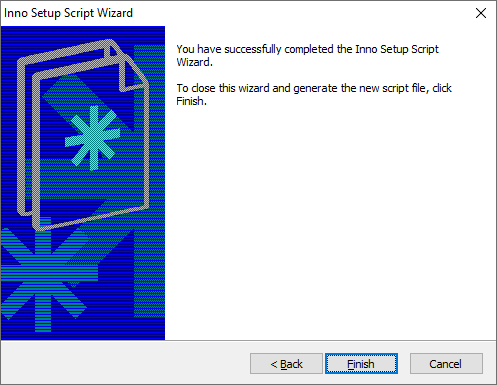 Inno Setup Script Wizard
You have successfully completed the Inno Setup Script
Wizard.
To close this wizard and generate the new script file, click
Finish.
< Back
Finish
Cancel